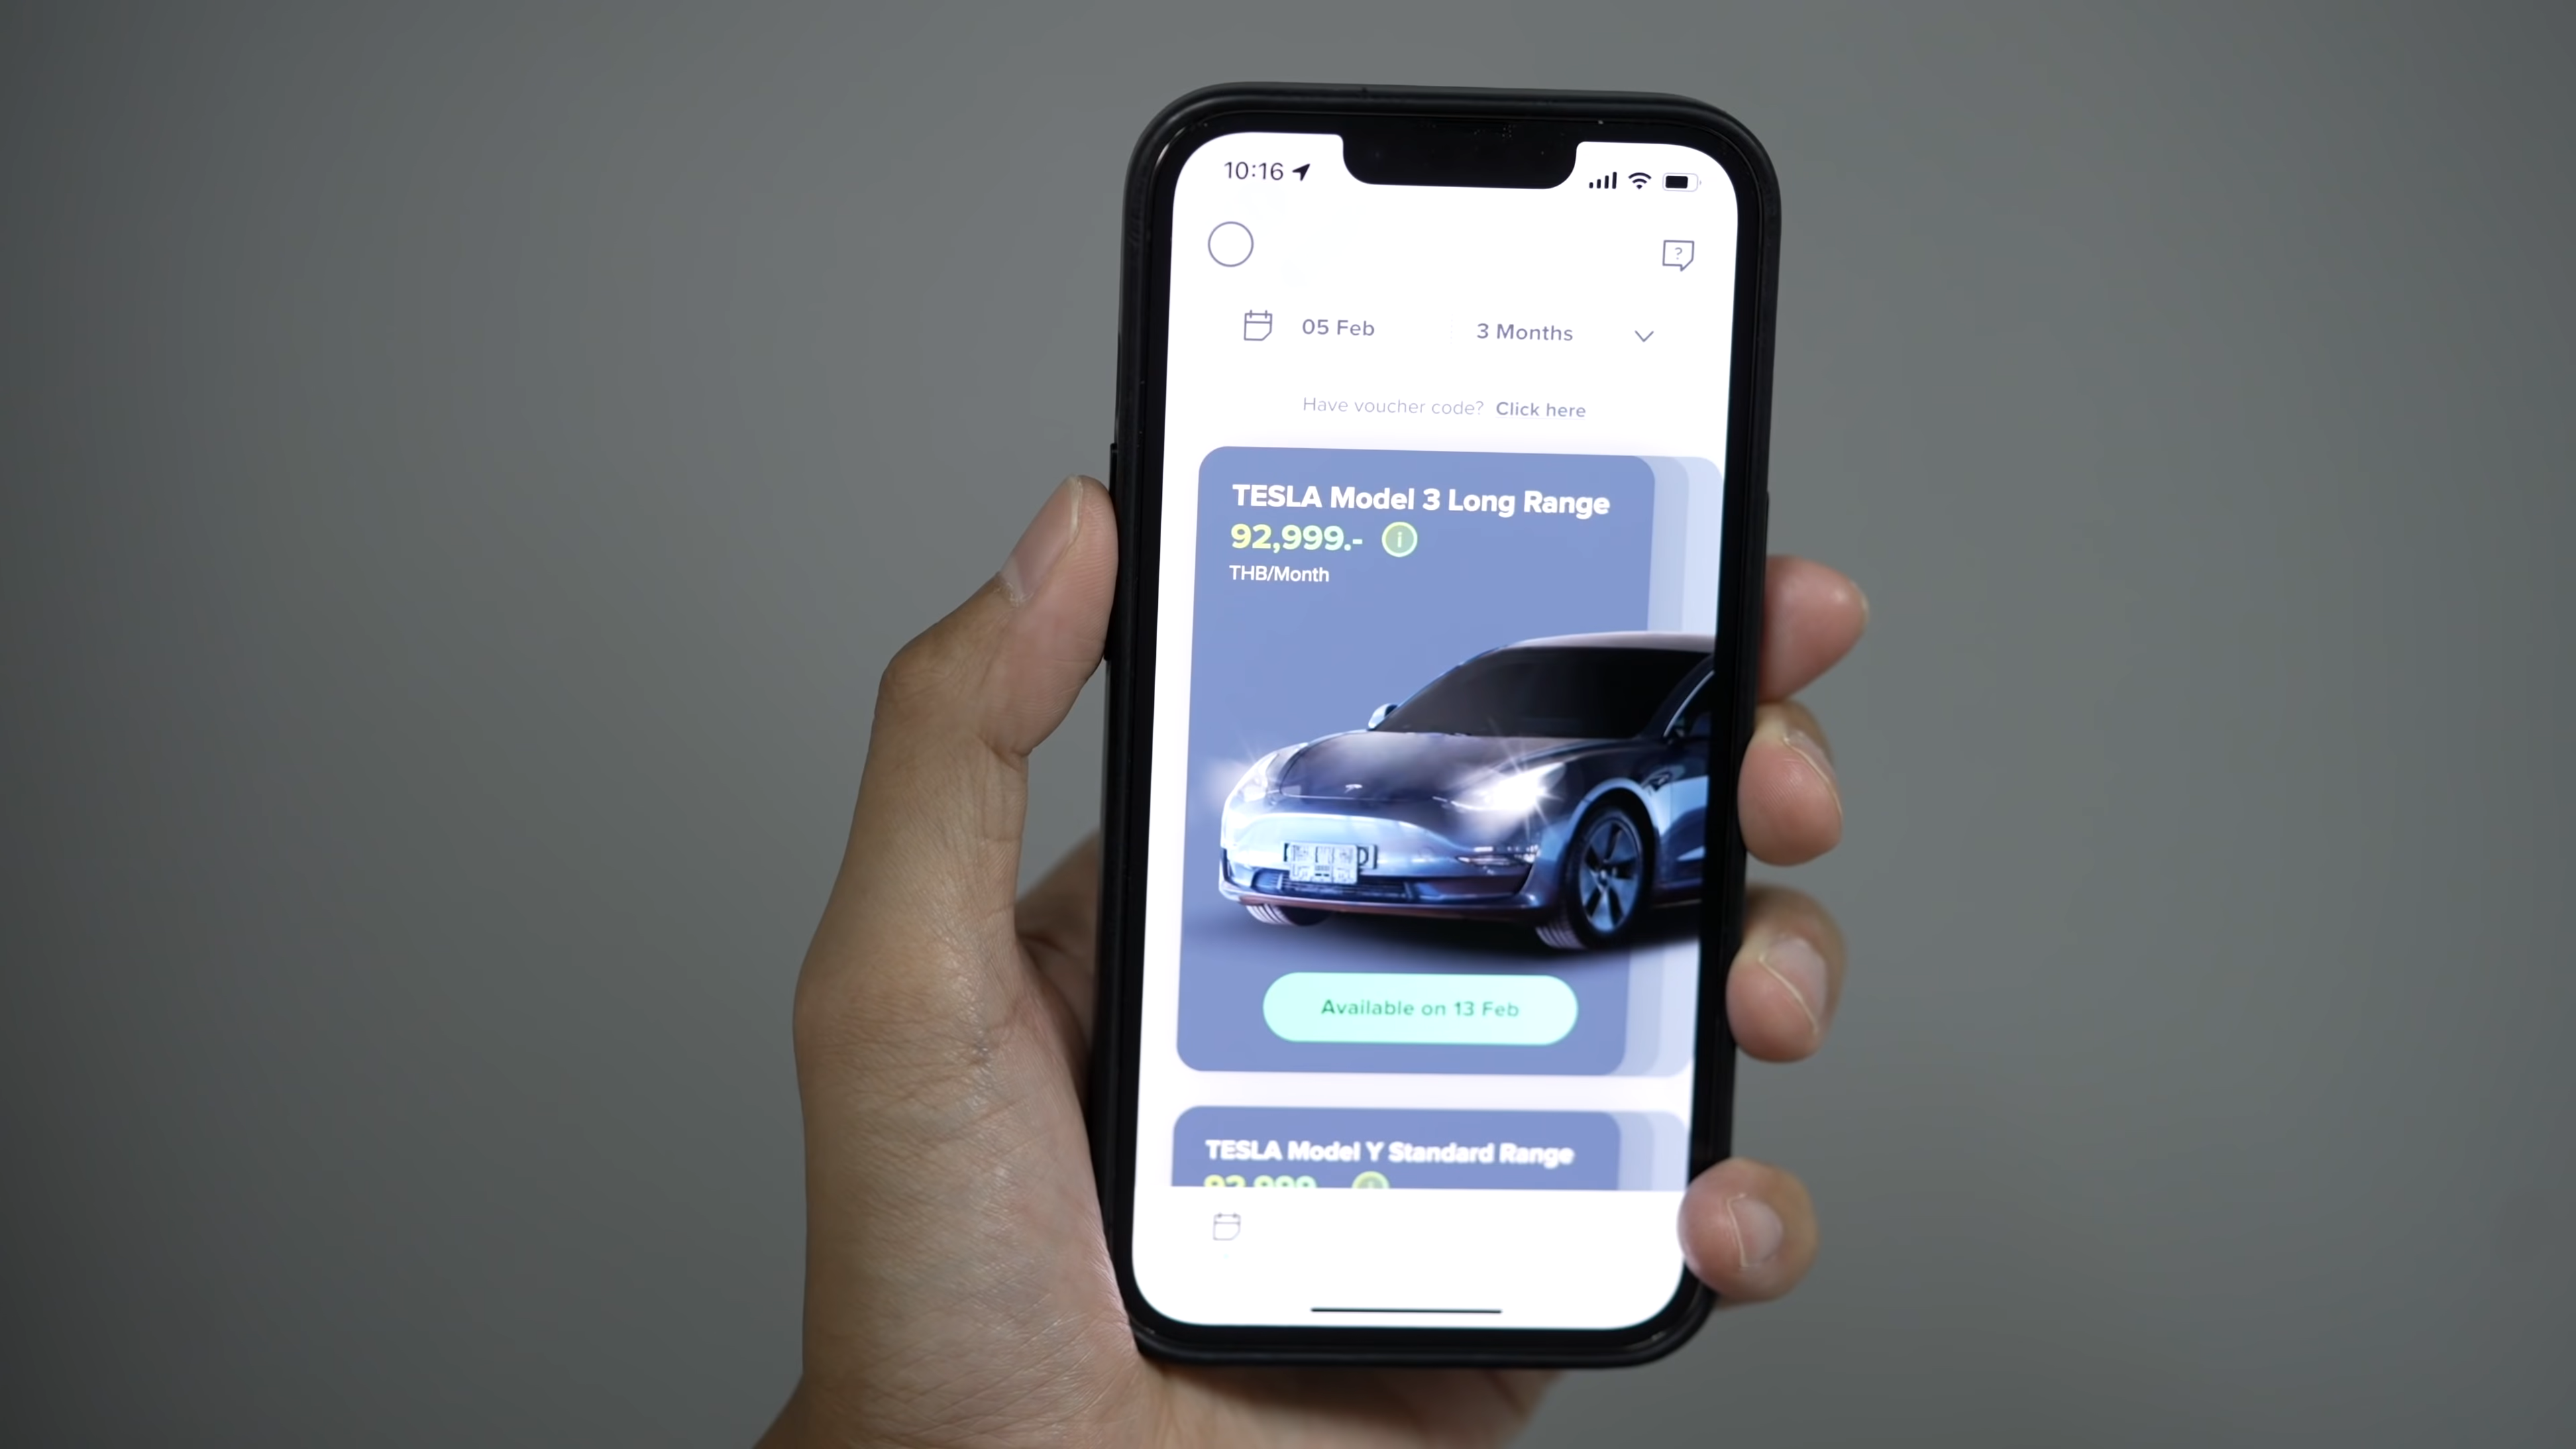 10:16
?
05 Feb 3 Months
Have voucher code? Click here
TESLA Model 3 Long Range
92,999.- i
THB/Month
Available on 13 Feb
TESLA Model Y Standard Range